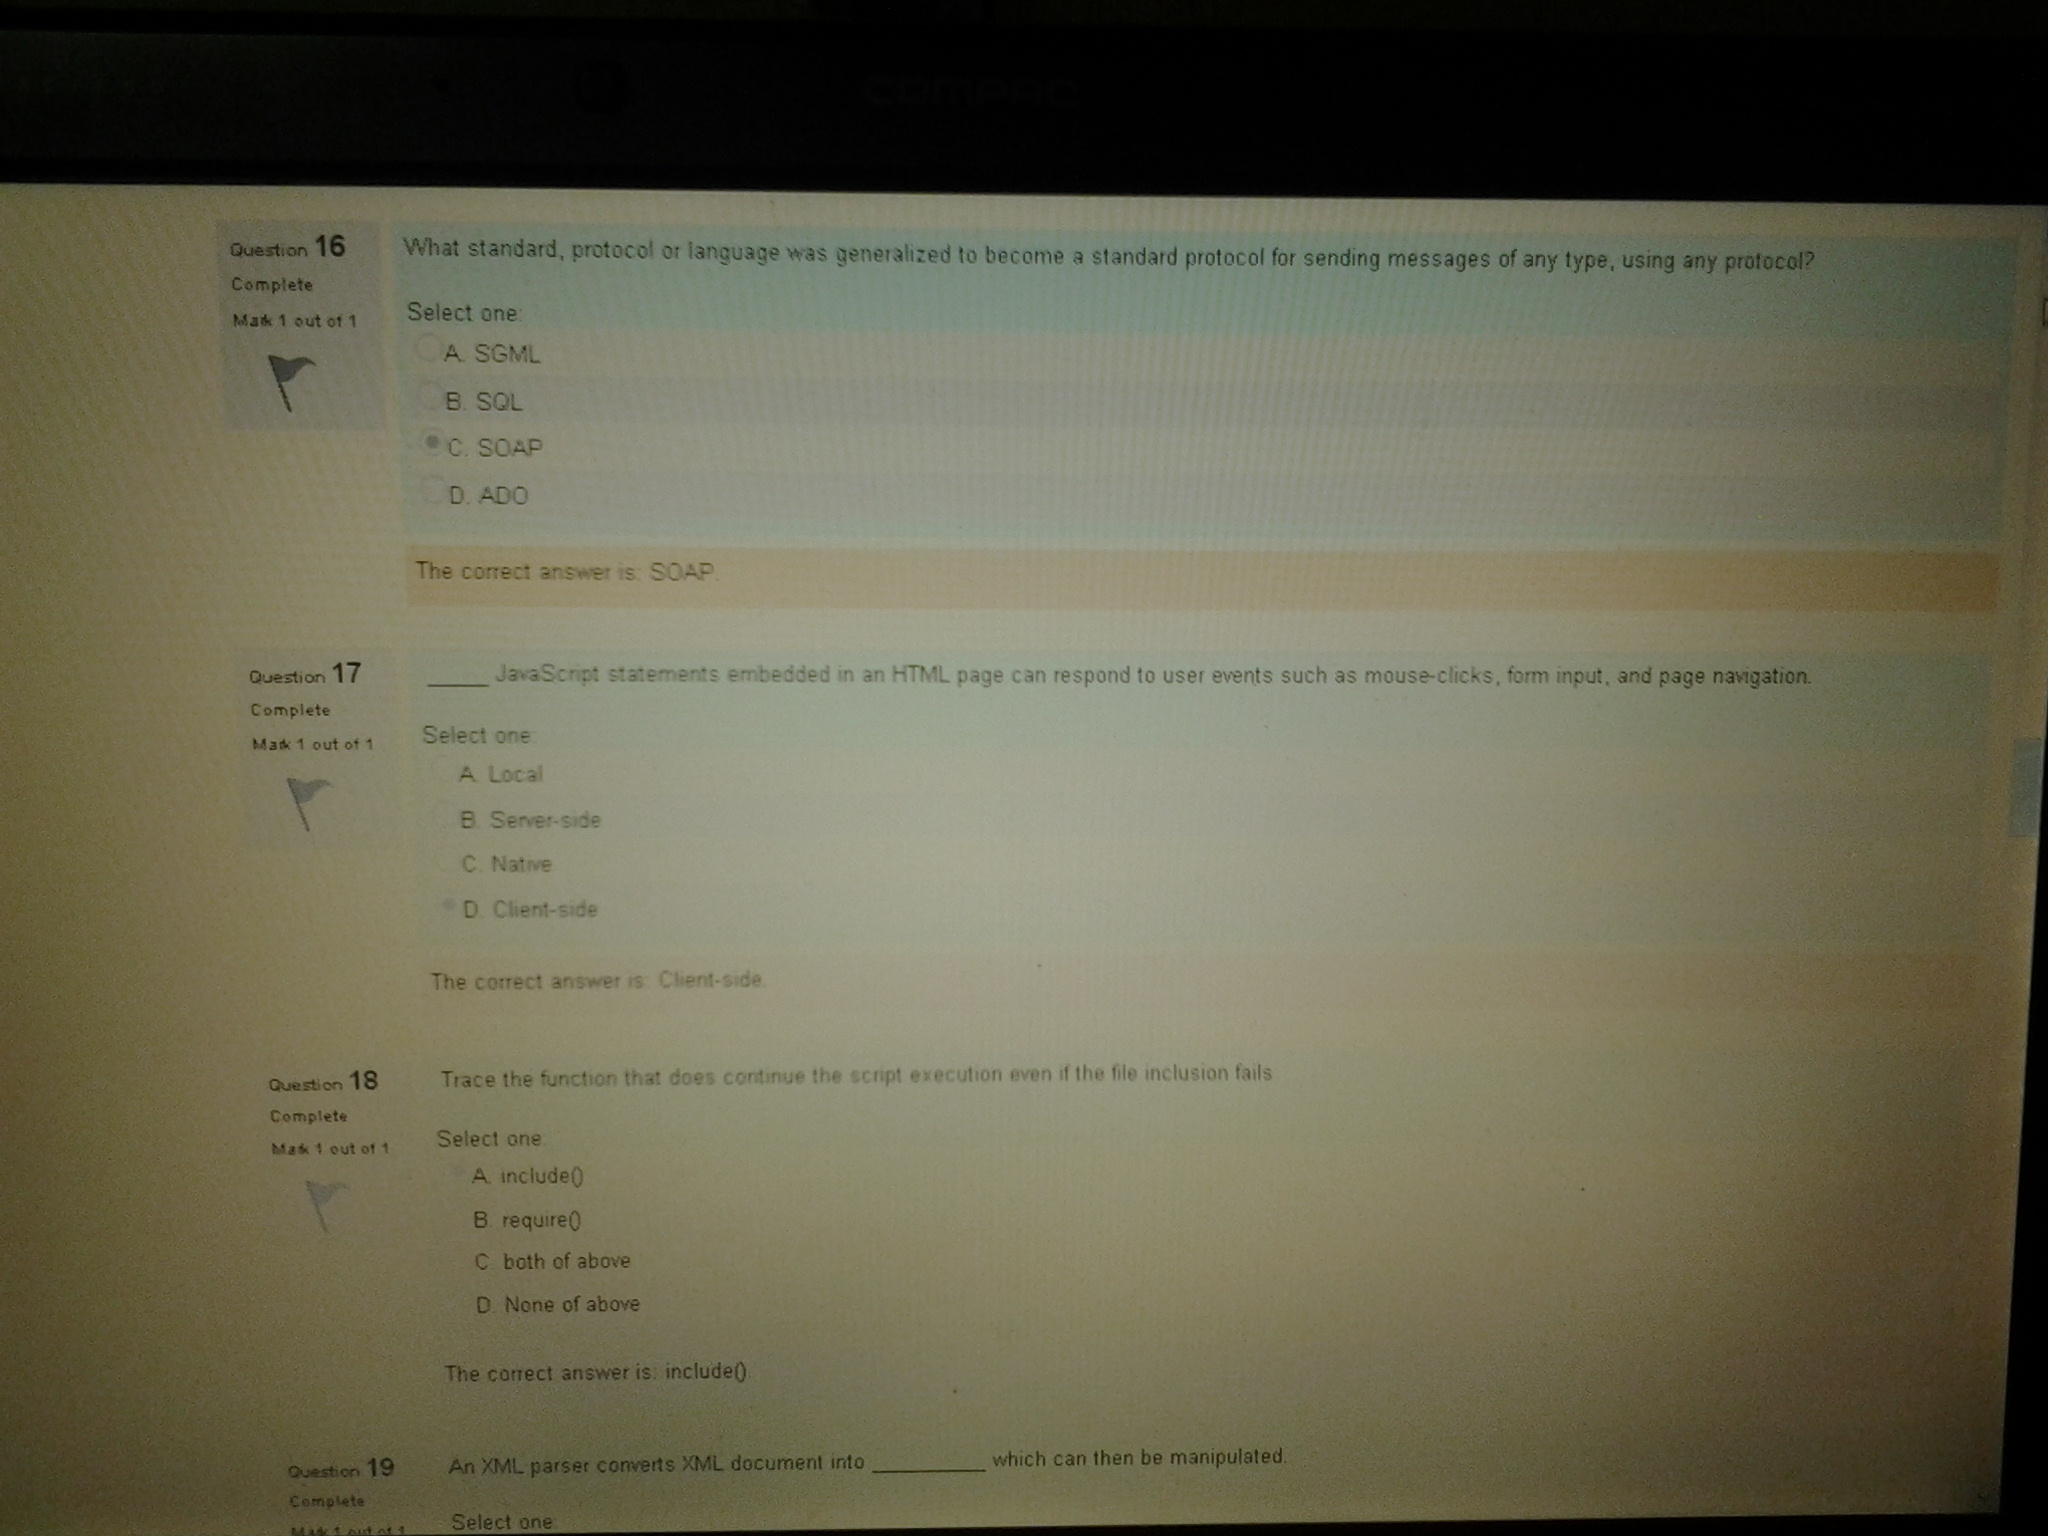 COMPAQ
Question 16
Complete
Mark 1 out of 1
What standard, protocol or language was generalized to become a standard protocol for sending messages of any type, using any protocol?
Select one:
A. SGML
B. SQL
C. SOAP
D. ADO
The correct answer is: SOAP.
Question 17
Complete
Mark 1 out of 1
_____ JavaScript statements embedded in an HTML page can respond to user events such as mouse-clicks, form input, and page navigation.
Select one:
A. Local
B. Server-side
C. Native
D. Client-side
The correct answer is: Client-side.
Question 18
Complete
Mark 1 out of 1
Trace the function that does continue the script execution even if the file inclusion fails
Select one:
A. include()
B. require()
C. both of above
D. None of above
The correct answer is: include().
Question 19
Complete
Mark 1 out of 1
An XML parser converts XML document into _________ which can then be manipulated.
Select one: